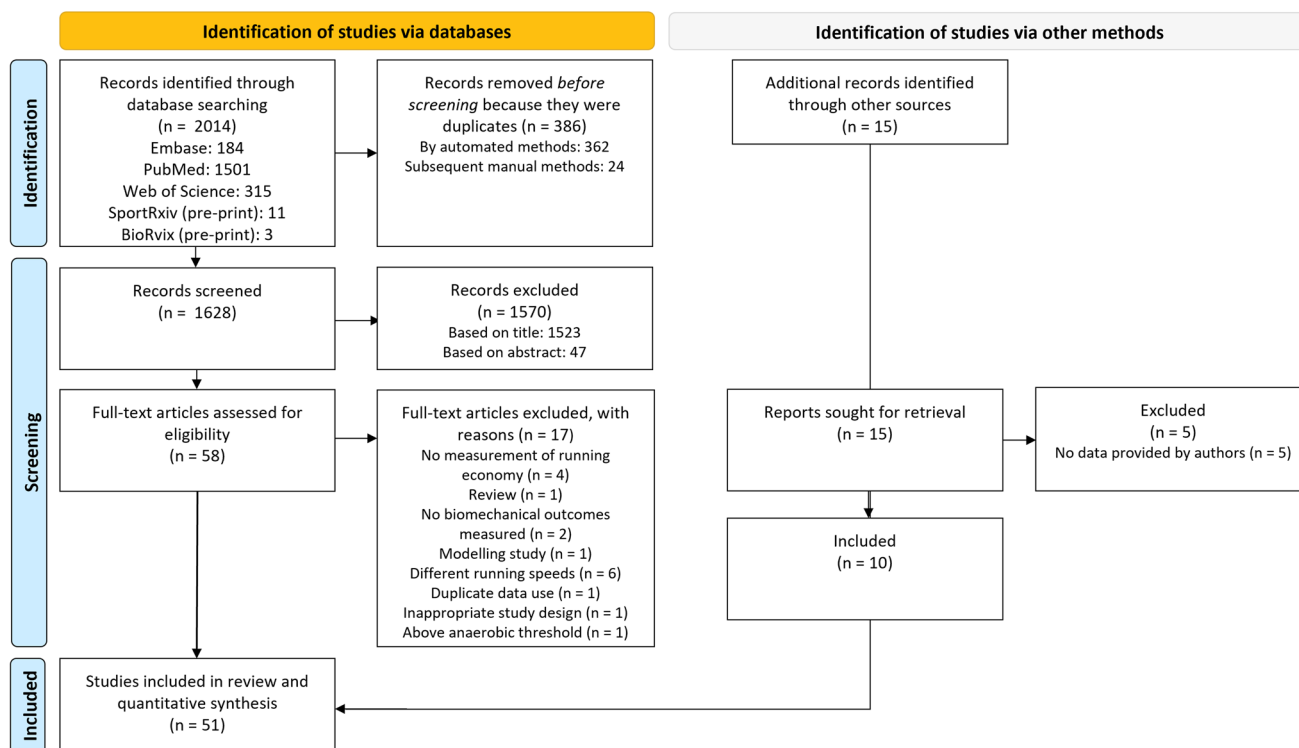 Identification of studies via databases
Identification of studies via other methods
Identification
Records identified through
database searching
(n = 2014)
Embase: 184
PubMed: 1501
Web of Science: 315
SportRxiv (pre-print): 11
BioRvix (pre-print): 3
Records removed before
screening because they were
duplicates (n = 386)
By automated methods: 362
Subsequent manual methods: 24
Additional records identified
through other sources
(n = 15)
Screening
Records screened
(n = 1628)
Records excluded
(n = 1570)
Based on title: 1523
Based on abstract: 47
Full-text articles assessed for
eligibility
(n = 58)
Full-text articles excluded, with
reasons (n = 17)
No measurement of running
economy (n = 4)
Review (n = 1)
No biomechanical outcomes
measured (n = 2)
Modelling study (n = 1)
Different running speeds (n = 6)
Duplicate data use (n = 1)
Inappropriate study design (n = 1)
Above anaerobic threshold (n = 1)
Reports sought for retrieval
(n = 15)
Excluded
(n = 5)
No data provided by authors (n = 5)
Included
(n = 10)
Included
Studies included in review and
quantitative synthesis
(n = 51)